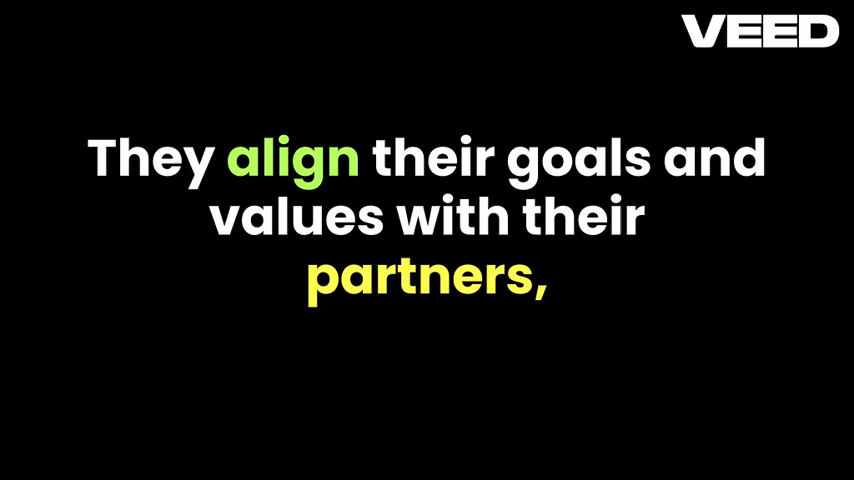 VEED
They align their goals and
values with their
partners,